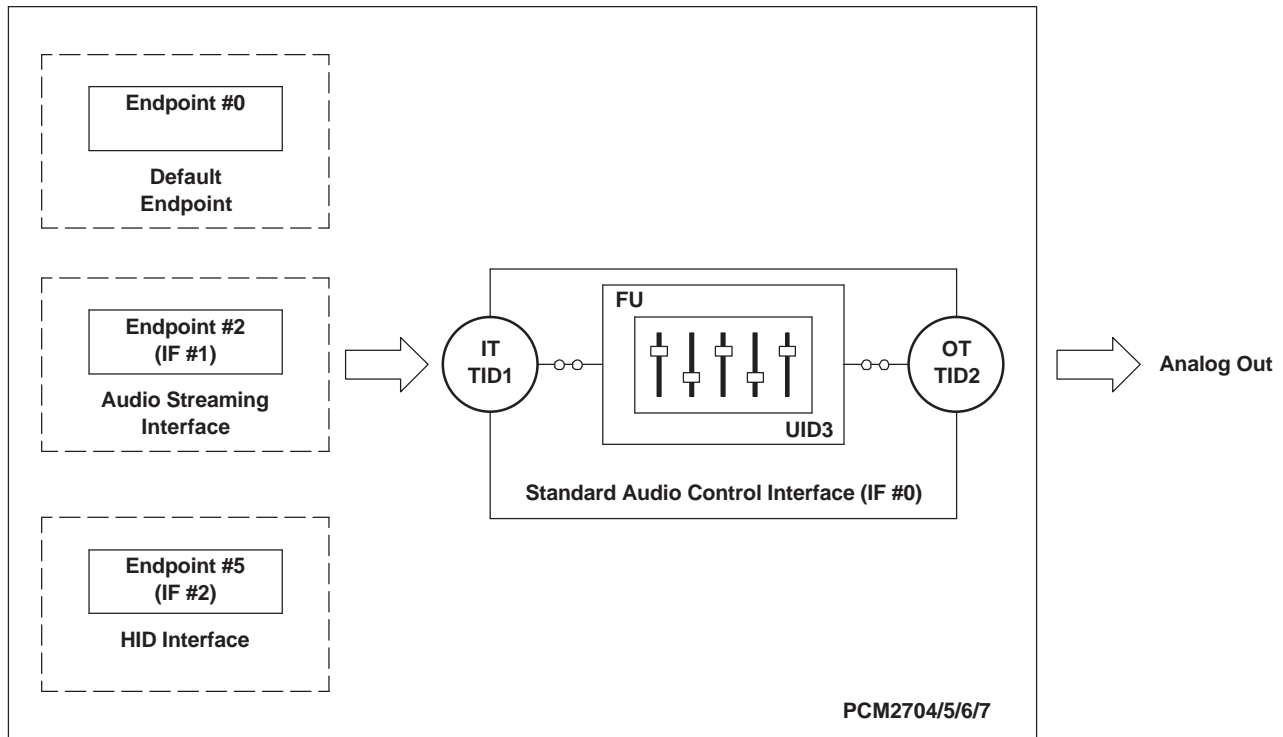 Endpoint #0
Default
Endpoint
Endpoint #2
(IF #1)
Audio Streaming
Interface
Endpoint #5
(IF #2)
HID Interface
IT
TID1
FU
UID3
OT
TID2
Standard Audio Control Interface (IF #0)
Analog Out
PCM2704/5/6/7